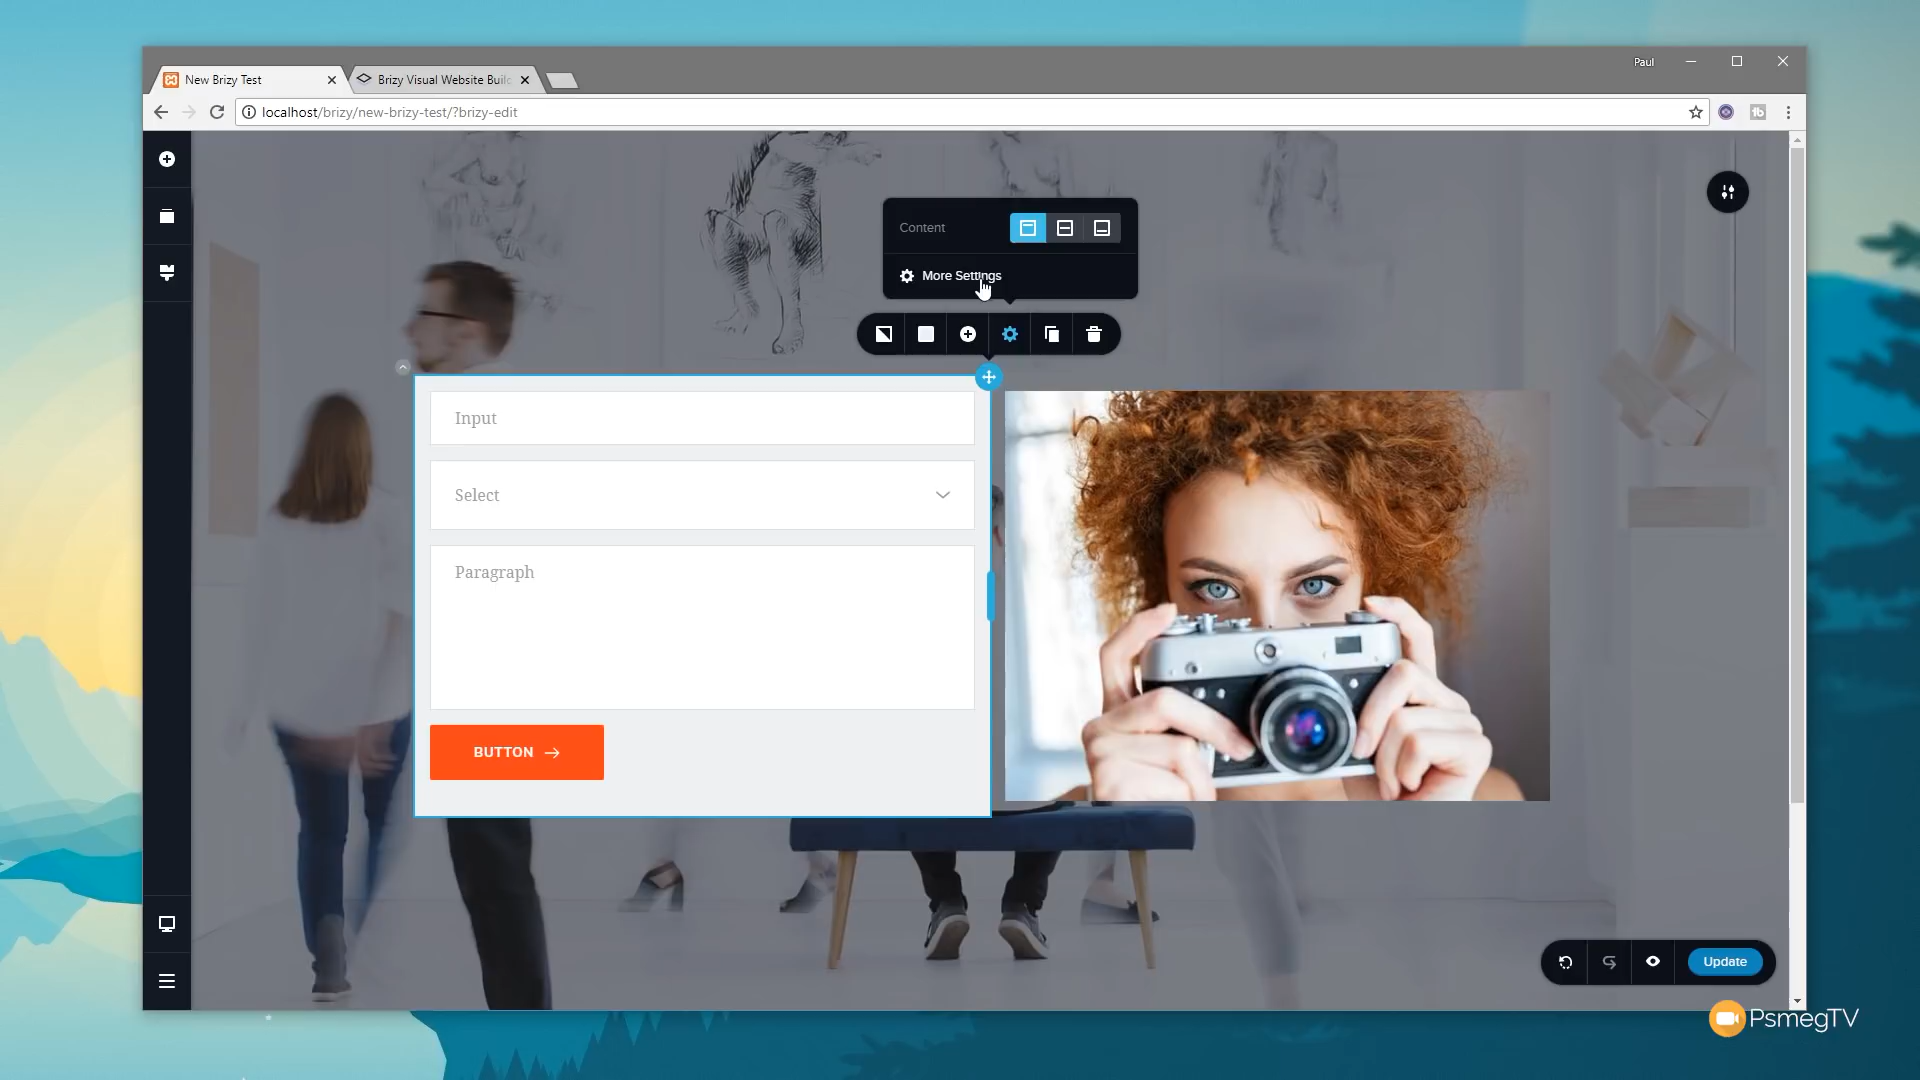 Paul
New Brizy Test
Brizy Visual Website Buil
localhost/brizy/new-brizy-test/?brizy-edit
Content
More Settings
Input
Select
Paragraph
BUTTON
Update
PsmegTV